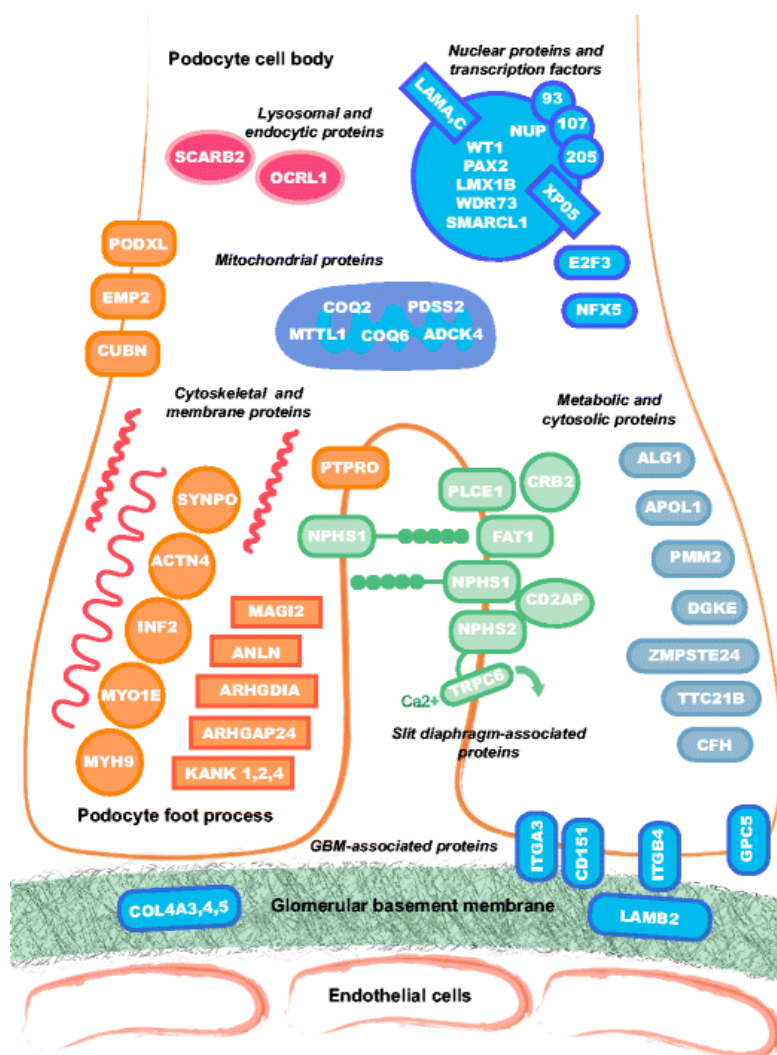 Podocyte cell body
Nuclear proteins and
transcription factors
Lysosomal and
endocytic proteins
SCARB2
OCRL1
LAMA,C
93
NUP
107
205
WT1
PAX2
LMX1B
WDR73
SMARCL1
XP05
E2F3
NFX5
PODXL
EMP2
CUBN
Mitochondrial proteins
COQ2
PDSS2
MTTL1
COQ6
ADCK4
Cytoskeletal and
membrane proteins
Metabolic and
cytosolic proteins
SYNPO
ACTN4
INF2
MYO1E
MYH9
MAGI2
ANLN
ARHGDIA
ARHGAP24
KANK 1,2,4
PTPRO
NPHS1
PLCE1
CRB2
FAT1
NPHS1
CD2AP
NPHS2
TRPC6
Ca2+
Slit diaphragm-associated
proteins
ALG1
APOL1
PMM2
DGKE
ZMPSTE24
TTC21B
CFH
Podocyte foot process
GBM-associated proteins
ITGA3
CD151
ITGB4
GPC5
COL4A3,4,5
Glomerular basement membrane
LAMB2
Endothelial cells